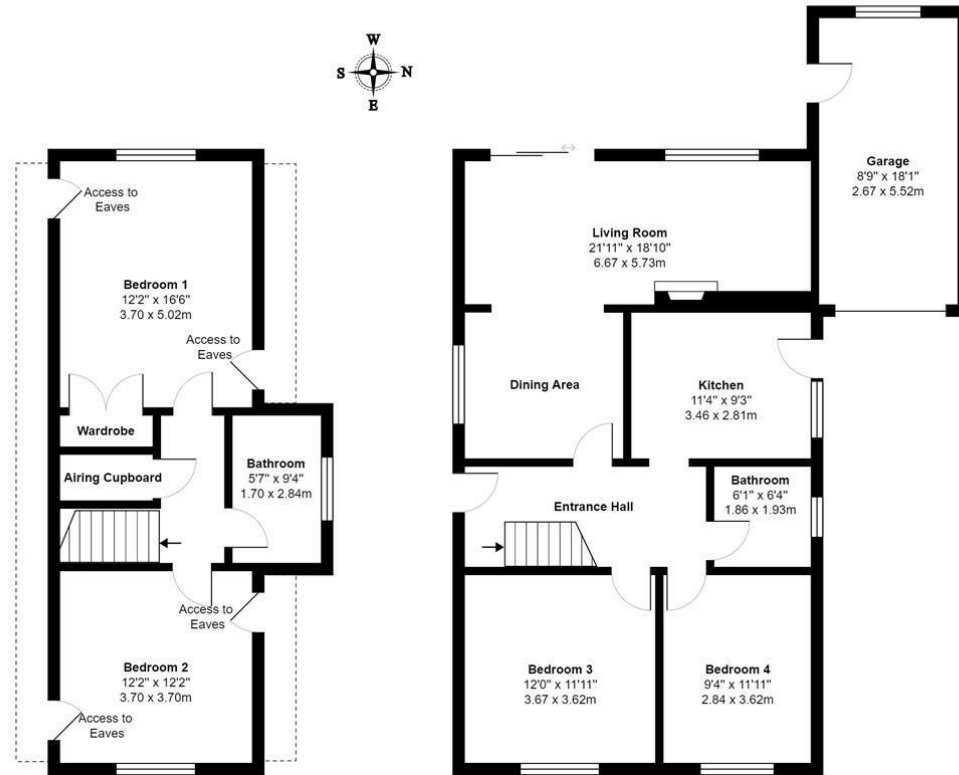 W
S
N
E
Access to
Eaves
Bedroom 1
12'2" x 16'6"
3.70 x 5.02m
Access to
Eaves
Wardrobe
Airing Cupboard
Bathroom
5'7" x 9'4"
1.70 x 2.84m
Access to
Eaves
Bedroom 2
12'2" x 12'2"
3.70 x 3.70m
Access to
Eaves
Garage
8'9" x 18'1"
2.67 x 5.52m
Living Room
21'11" x 18'10"
6.67 x 5.73m
Dining Area
Kitchen
11'4" x 9'3"
3.46 x 2.81m
Bathroom
6'1" x 6'4"
1.86 x 1.93m
Entrance Hall
Bedroom 3
12'0" x 11'11"
3.67 x 3.62m
Bedroom 4
9'4" x 11'11"
2.84 x 3.62m